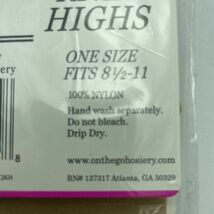 HIGHS
ONE SIZE
FITS 8½-11
100% NYLON
Hand wash separately.
Do not bleach.
Drip Dry.
www.onthegohosiery.com
RN# 137317 Atlanta, GA 30329
8